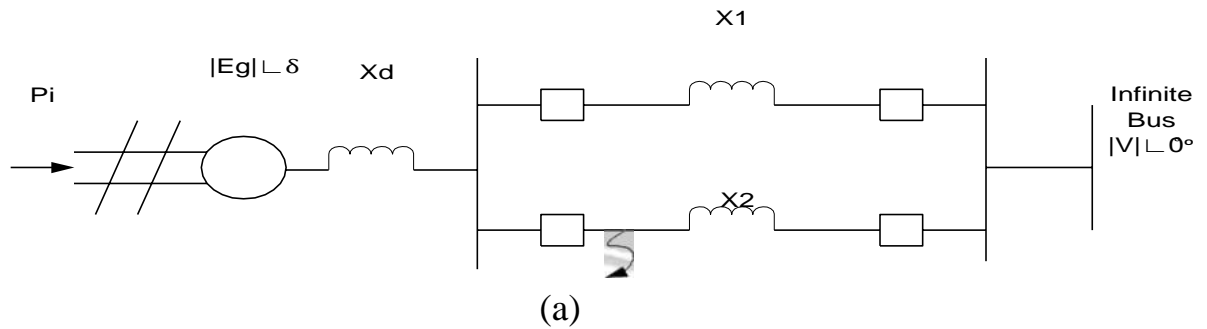 X1
|Eg|∟δ
Xd
Pi
Infinite
Bus
|V|∟0°
X2
(a)